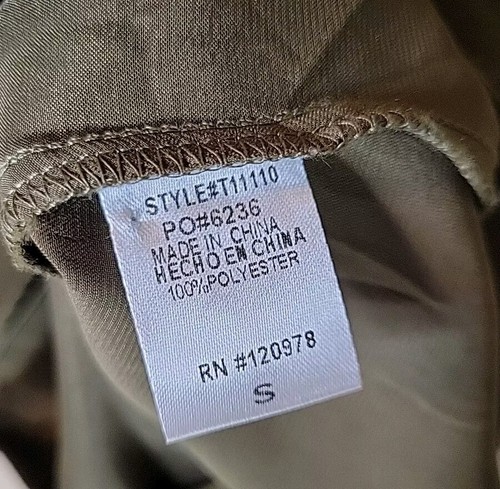 STYLE#T11110
PO#6236
MADE IN CHINA
HECHO EN CHINA
100%POLYESTER
RN #120978
S